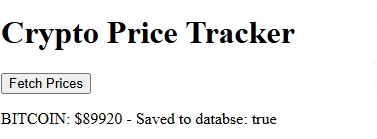 Crypto Price Tracker
Fetch Prices
BITCOIN: $89920 - Saved to databse: true